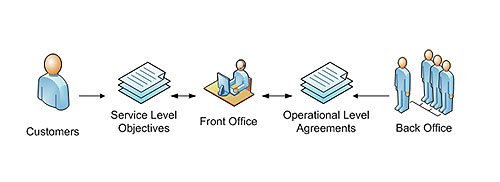 Customers
Service Level
Objectives
Front Office
Operational Level
Agreements
Back Office